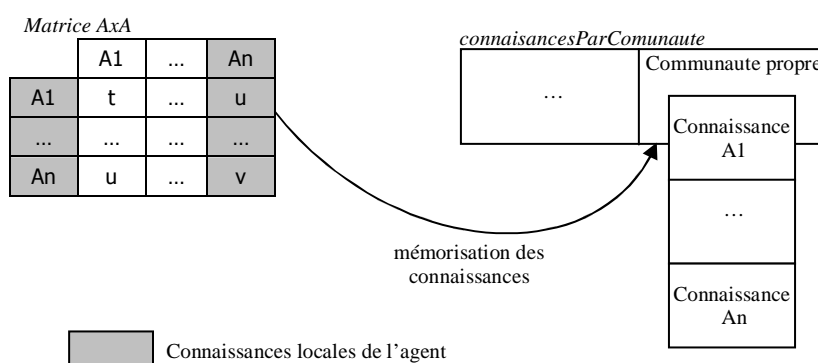 Matrice AxA
A1 ... An
A1 t ... u
... ... ... ...
An u ... v
connaisancesParComunaute
... Communaute propre
Connaissance
A1
...
Connaissance
An
mémorisation des
connaissances
Connaissances locales de l'agent